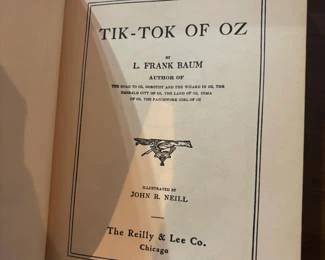 TIK-TOK OF OZ
BY
L. FRANK BAUM
AUTHOR OF
THE ROAD TO OZ, DOROTHY AND THE WIZARD IN OZ, THE
EMERALD CITY OF OZ, THE LAND OF OZ, OZMA
OF OZ, THE PATCHWORK GIRL OF OZ
ILLUSTRATED BY
JOHN R. NEILL
The Reilly & Lee Co.
Chicago